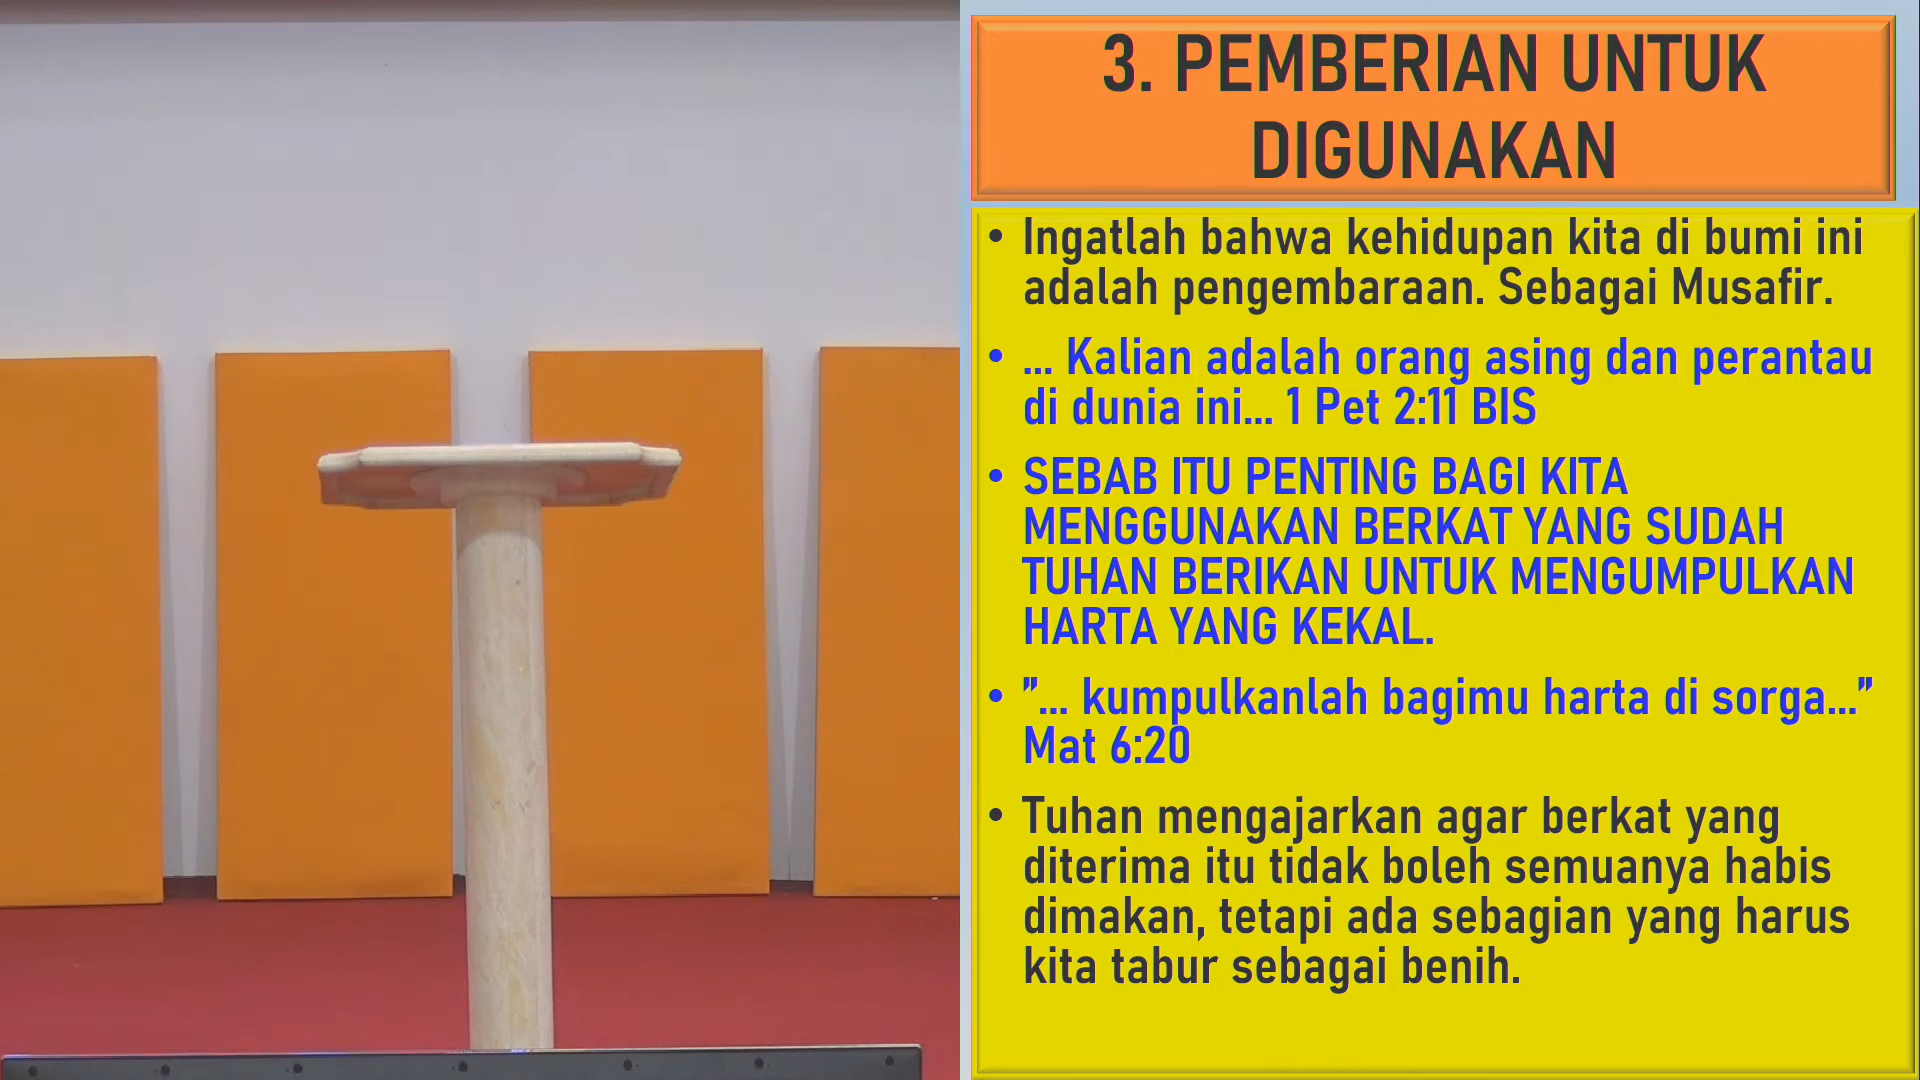 3. PEMBERIAN UNTUK
DIGUNAKAN
• Ingatlah bahwa kehidupan kita di bumi ini
adalah pengembaraan. Sebagai Musafir.
• ... Kalian adalah orang asing dan perantau
di dunia ini... 1 Pet 2:11 BIS
• SEBAB ITU PENTING BAGI KITA
MENGGUNAKAN BERKAT YANG SUDAH
TUHAN BERIKAN UNTUK MENGUMPULKAN
HARTA YANG KEKAL.
• "... kumpulkanlah bagimu harta di sorga..."
Mat 6:20
• Tuhan mengajarkan agar berkat yang
diterima itu tidak boleh semuanya habis
dimakan, tetapi ada sebagian yang harus
kita tabur sebagai benih.